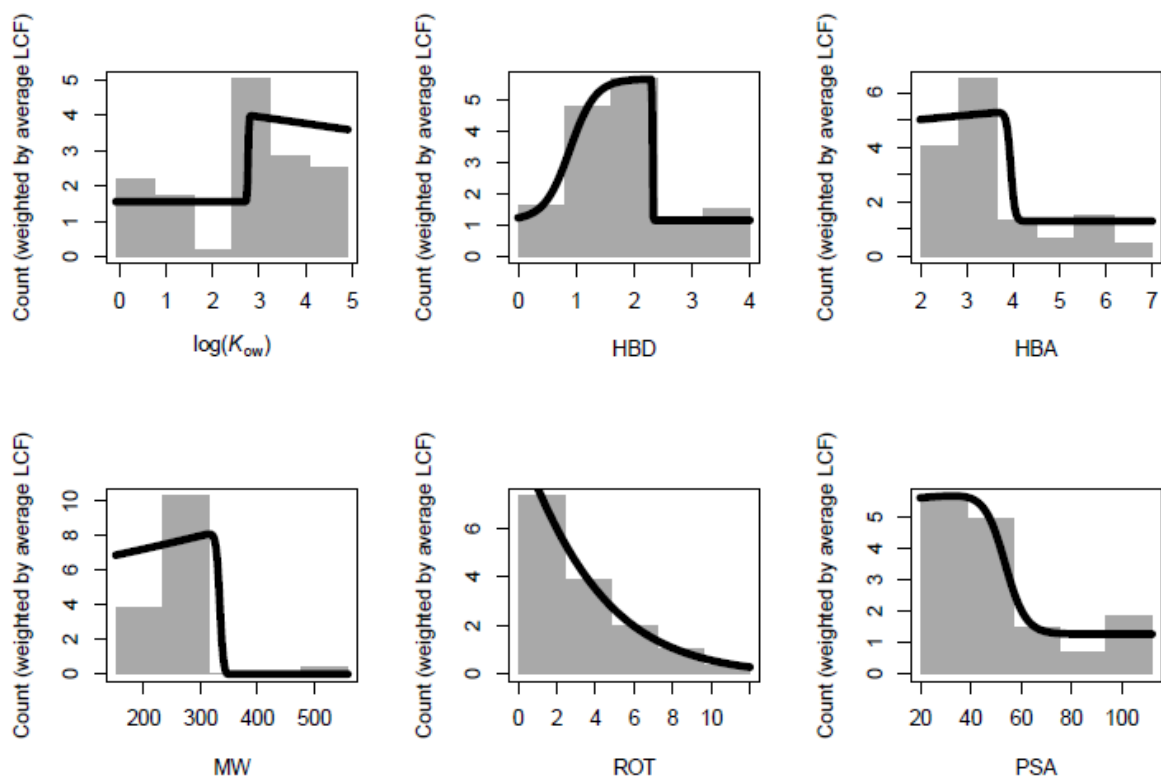 Count (weighted by average LCF)
0 1 2 3 4 5
0 1 2 3 4 5
log(Kow)
Count (weighted by average LCF)
0 1 2 3 4 5
0 1 2 3 4
HBD
Count (weighted by average LCF)
0 2 4 6
2 3 4 5 6 7
HBA
Count (weighted by average LCF)
0 2 4 6 8 10
200 300 500
MW
Count (weighted by average LCF)
0 2 4 6
0 2 4 6 8 10
ROT
Count (weighted by average LCF)
0 1 2 3 4 5
20 40 60 80 100
PSA